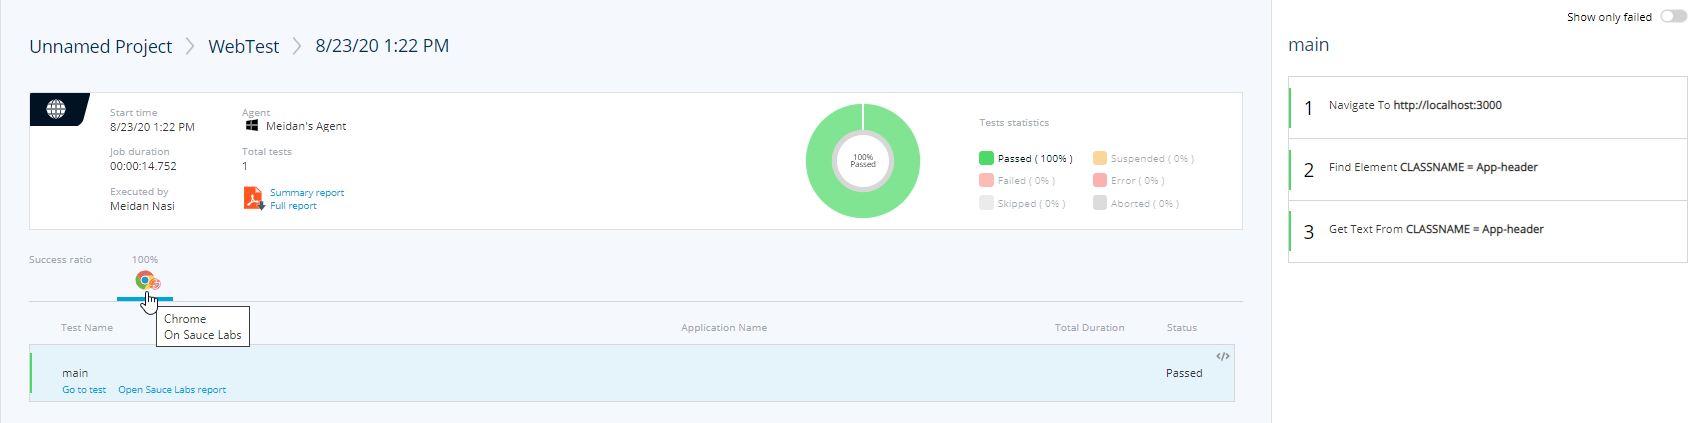 Show only failed
Unnamed Project > WebTest > 8/23/20 1:22 PM
Start time
8/23/20 1:22 PM
Agent
Meidan's Agent
Job duration
00:00:14.752
Total tests
1
Executed by
Meidan Nasi
Summary report
Full report
100%
Passed
Tests statistics
Passed ( 100% )
Suspended ( 0% )
Failed ( 0% )
Error ( 0% )
Skipped ( 0% )
Aborted ( 0% )
Success ratio
100%
Chrome
On Sauce Labs
Test Name
Application Name
Total Duration
Status
</>
main
Passed
Go to test
Open Sauce Labs report
main
1 Navigate To http://localhost:3000
2 Find Element CLASSNAME = App-header
3 Get Text From CLASSNAME = App-header